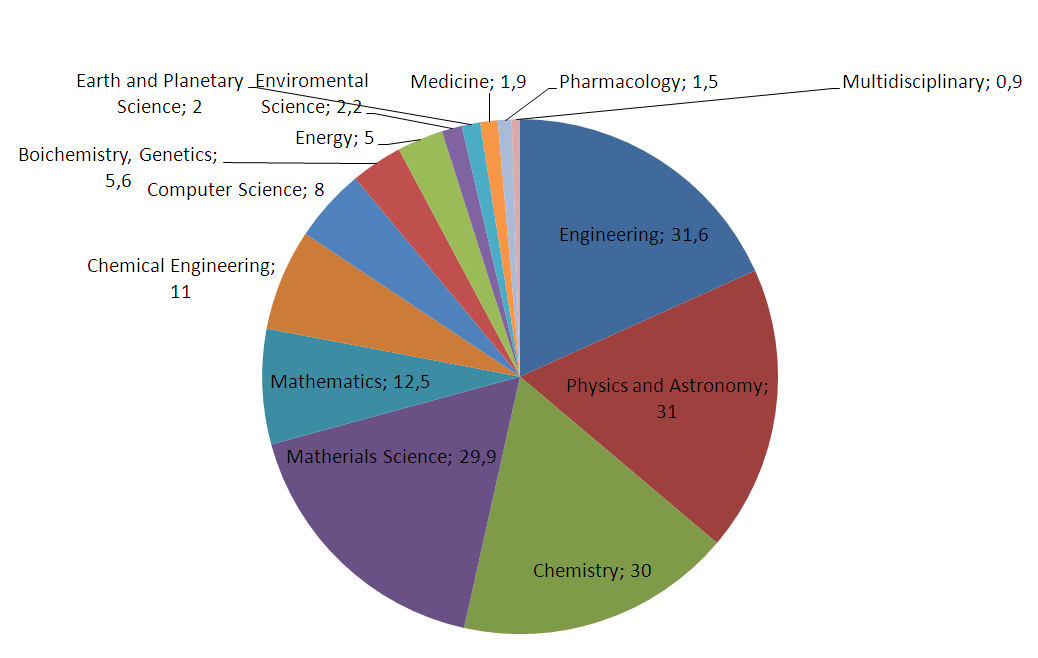 Earth and Planetary
Science; 2
Enviromental
Science; 2,2
Medicine; 1,9
Pharmacology; 1,5
Multidisciplinary; 0,9
Energy; 5
Boichemistry, Genetics;
5,6
Computer Science; 8
Engineering; 31,6
Chemical Engineering;
11
Mathematics; 12,5
Physics and Astronomy;
31
Matherials Science; 29,9
Chemistry; 30